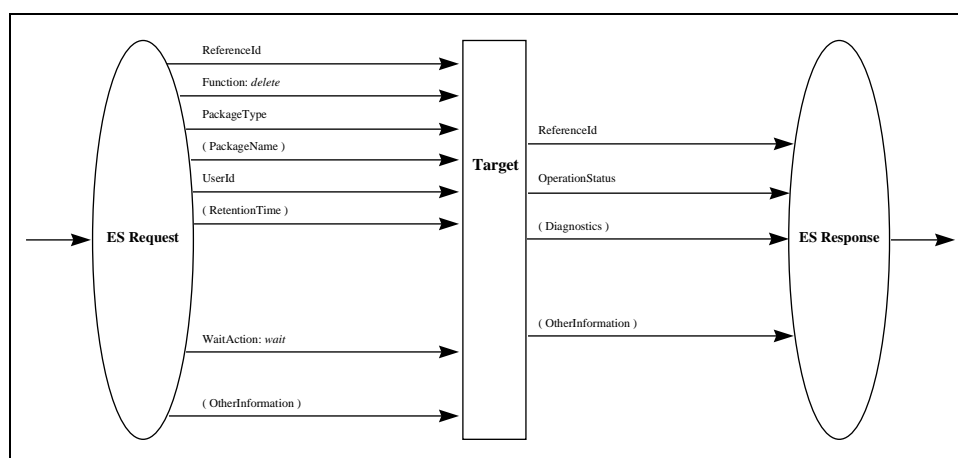 ReferenceId
Function: delete
PackageType
( PackageName )
UserId
( RetentionTime )
ES Request
WaitAction: wait
( OtherInformation )
Target
ReferenceId
OperationStatus
( Diagnostics )
( OtherInformation )
ES Response